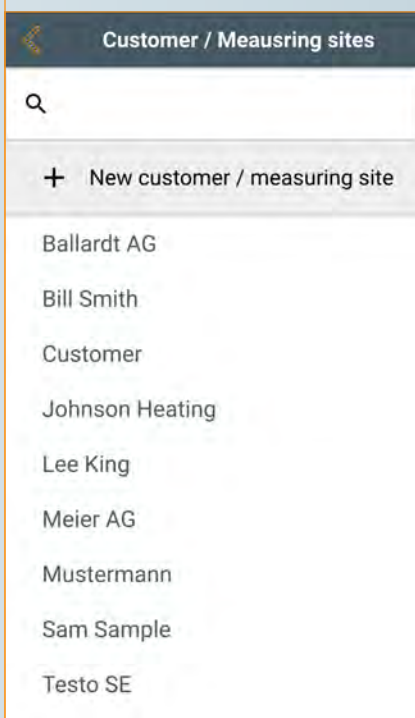 Customer / Meausring sites
+ New customer / measuring site
Ballardt AG
Bill Smith
Customer
Johnson Heating
Lee King
Meier AG
Mustermann
Sam Sample
Testo SE